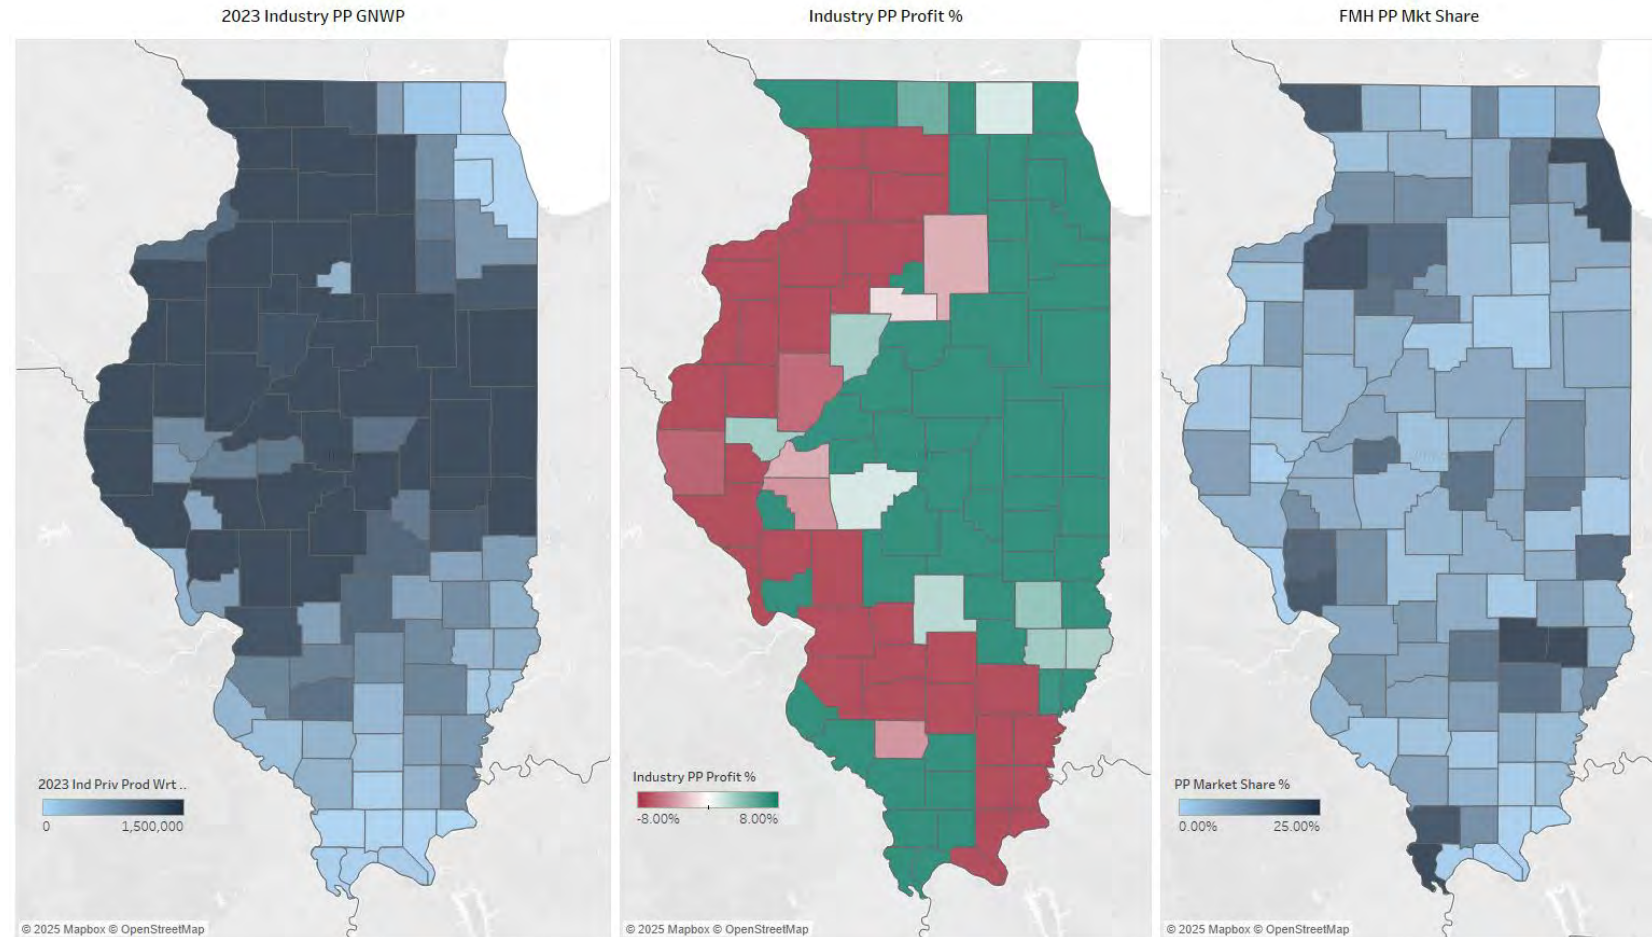 2023 Industry PP GNWP
Industry PP Profit %
FMH PP Mkt Share
2023 Ind Priv Prod Wrt ..
0 1,500,000
Industry PP Profit %
-8.00% 8.00%
PP Market Share %
0.00% 25.00%
© 2025 Mapbox © OpenStreetMap
© 2025 Mapbox © OpenStreetMap
© 2025 Mapbox © OpenStreetMap